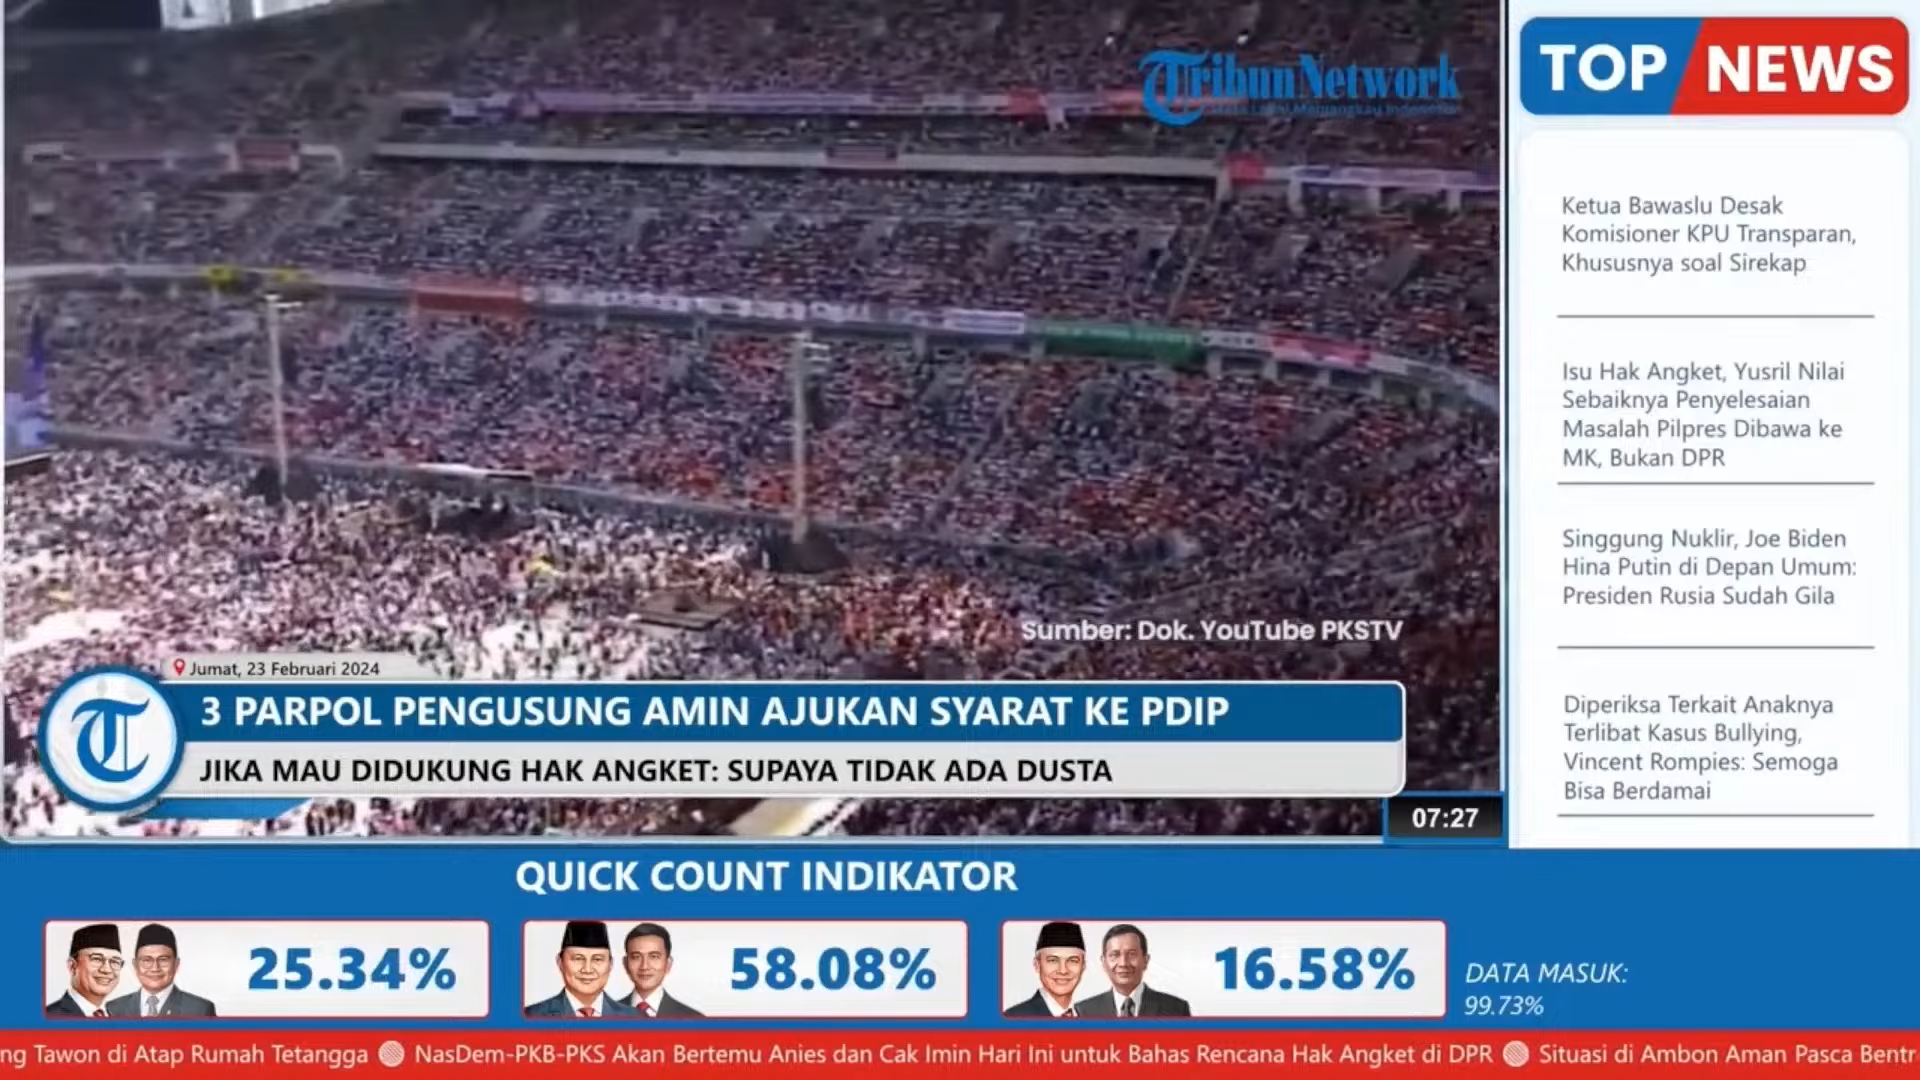 Tribun Network
TOP NEWS
Ketua Bawaslu Desak
Komisioner KPU Transparan,
Khususnya soal Sirekap
Isu Hak Angket, Yusril Nilai
Sebaiknya Penyelesaian
Masalah Pilpres Dibawa ke
MK, Bukan DPR
Singgung Nuklir, Joe Biden
Hina Putin di Depan Umum:
Presiden Rusia Sudah Gila
Diperiksa Terkait Anaknya
Terlibat Kasus Bullying,
Vincent Rompies: Semoga
Bisa Berdamai
Sumber: Dok. YouTube PKSTV
Jumat, 23 Februari 2024
3 PARPOL PENGUSUNG AMIN AJUKAN SYARAT KE PDIP
JIKA MAU DIDUKUNG HAK ANGKET: SUPAYA TIDAK ADA DUSTA
07:27
QUICK COUNT INDIKATOR
25.34%
58.08%
16.58%
DATA MASUK:
99.73%
ng Tawon di Atap Rumah Tetangga NasDem-PKB-PKS Akan Bertemu Anies dan Cak Imin Hari Ini untuk Bahas Rencana Hak Angket di DPR Situasi di Ambon Aman Pasca Bentr